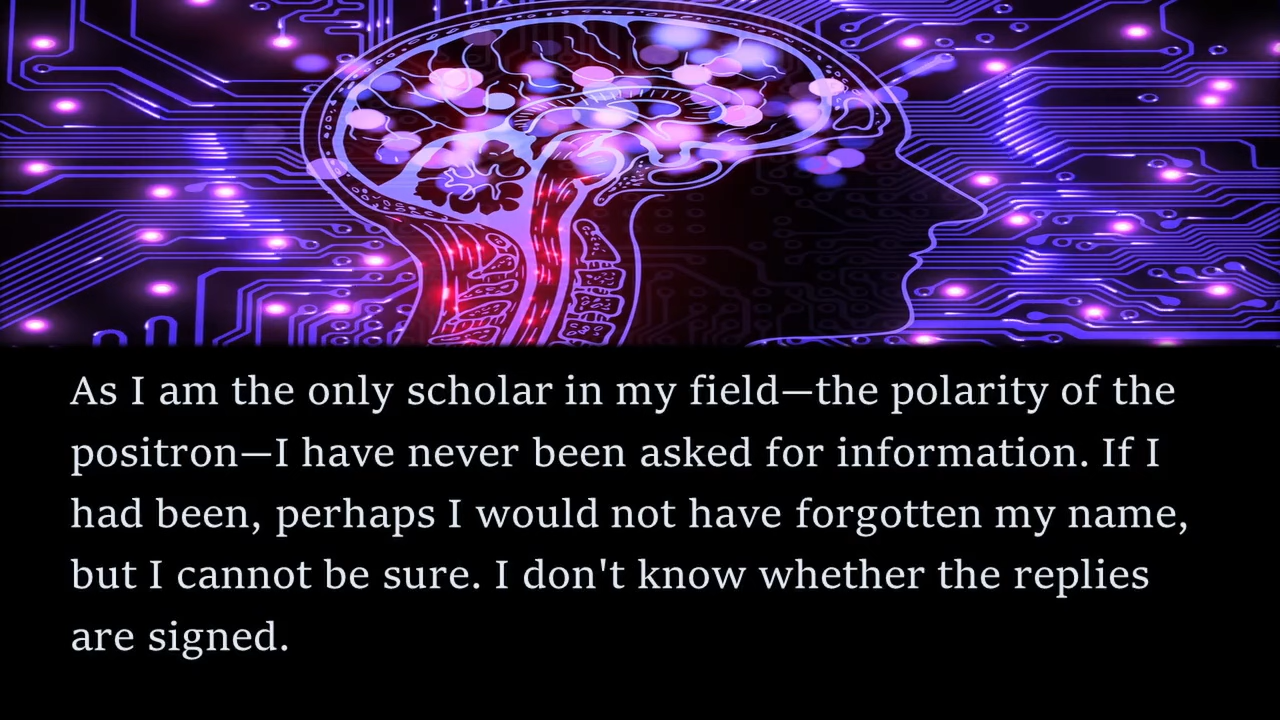 As I am the only scholar in my field—the polarity of the
positron—I have never been asked for information. If I
had been, perhaps I would not have forgotten my name,
but I cannot be sure. I don't know whether the replies
are signed.